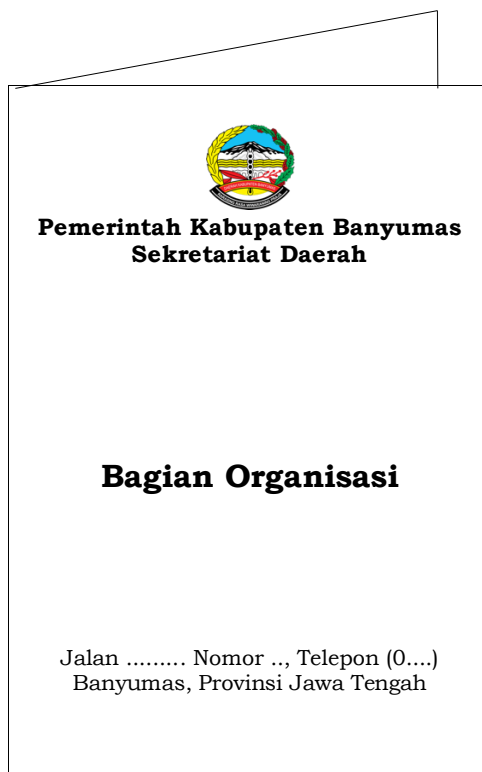 Pemerintah Kabupaten Banyumas
Sekretariat Daerah
Bagian Organisasi
Jalan ......... Nomor .., Telepon (0....)
Banyumas, Provinsi Jawa Tengah